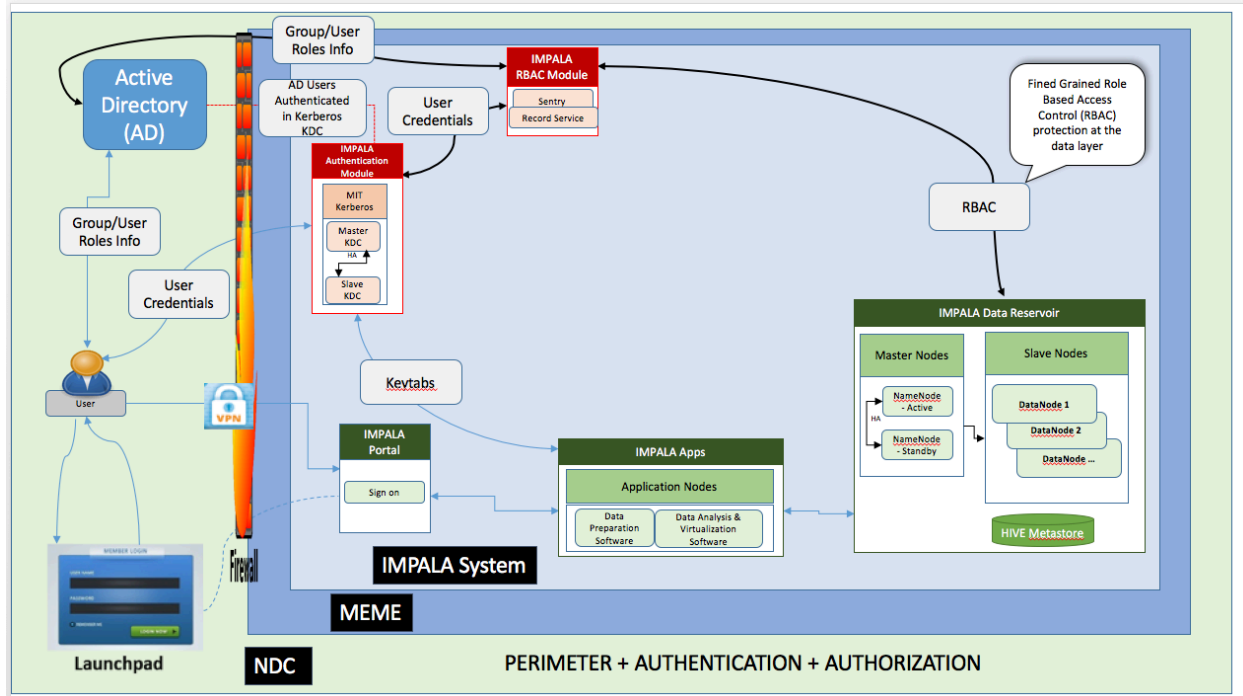 Group/User
Roles Info
Active
Directory
(AD)
AD Users
Authenticated
in Kerberos
KDC
IMPALA
RBAC Module
Sentry
Record Service
User
Credentials
Fined Grained Role
Based Access
Control (RBAC)
protection at the
data layer
IMPALA
Authentication
Module
MIT
Kerberos
Master
KDC
HA
Slave
KDC
RBAC
Group/User
Roles Info
User
Credentials
IMPALA Data Reservoir
Master Nodes
NameNode
- Active
HA
NameNode
- Standby
Slave Nodes
DataNode 1
DataNode 2
DataNode ...
HIVE Metastore
Kevtabs
User
VPN
IMPALA
Portal
Sign on
IMPALA Apps
Application Nodes
Data
Preparation
Software
Data Analysis &
Virtualization
Software
Firewall
IMPALA System
MEMBER LOGIN
USER NAME
PASSWORD
LOGIN NOW
Launchpad
MEME
NDC
PERIMETER + AUTHENTICATION + AUTHORIZATION